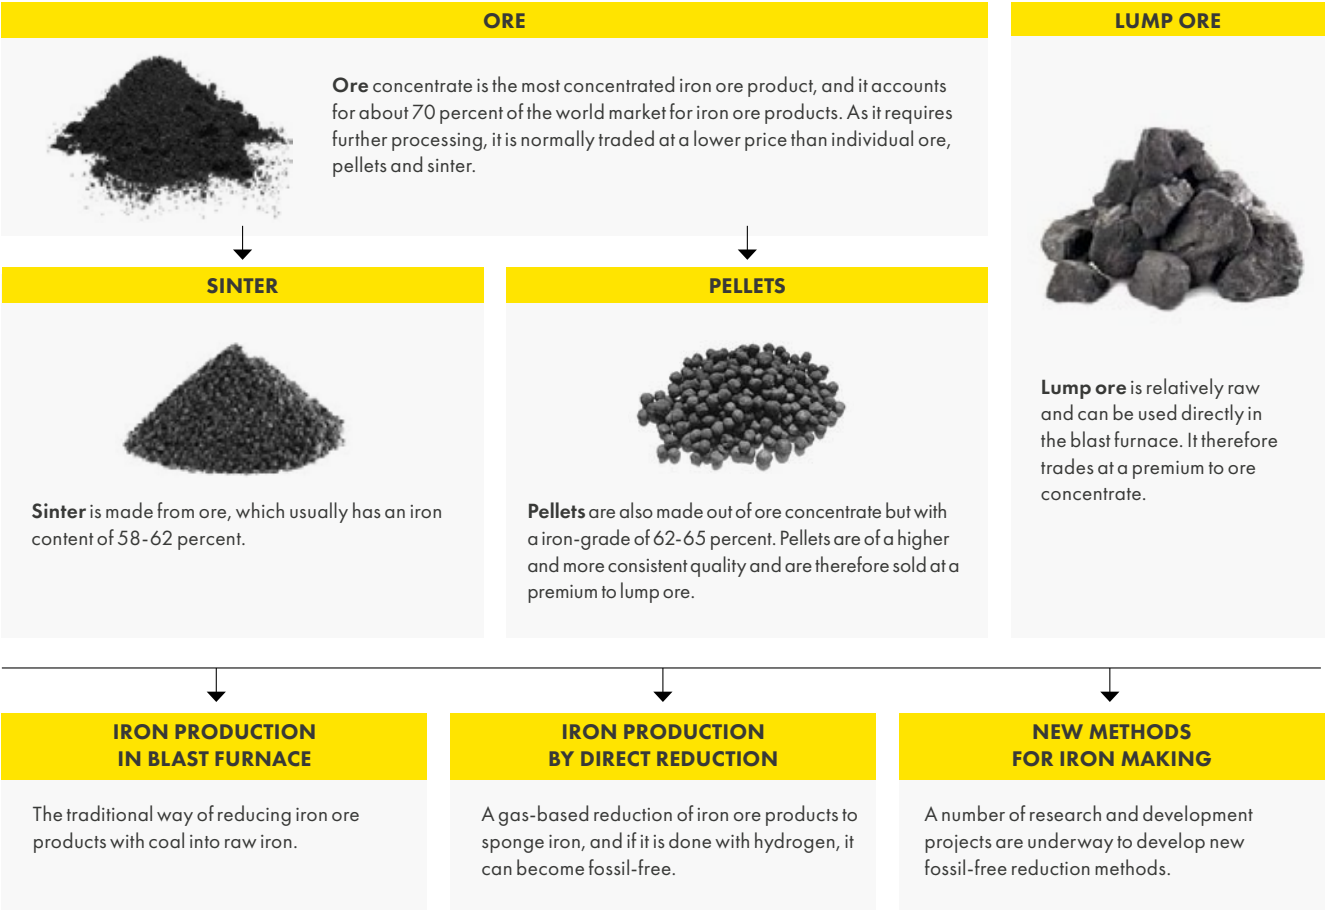 ORE
Ore concentrate is the most concentrated iron ore product, and it accounts
for about 70 percent of the world market for iron ore products. As it requires
further processing, it is normally traded at a lower price than individual ore,
pellets and sinter.
LUMP ORE
Lump ore is relatively raw
and can be used directly in
the blast furnace. It therefore
trades at a premium to ore
concentrate.
SINTER
Sinter is made from ore, which usually has an iron
content of 58-62 percent.
PELLETS
Pellets are also made out of ore concentrate but with
a iron-grade of 62-65 percent. Pellets are of a higher
and more consistent quality and are therefore sold at a
premium to lump ore.
IRON PRODUCTION
IN BLAST FURNACE
The traditional way of reducing iron ore
products with coal into raw iron.
IRON PRODUCTION
BY DIRECT REDUCTION
A gas-based reduction of iron ore products to
sponge iron, and if it is done with hydrogen, it
can become fossil-free.
NEW METHODS
FOR IRON MAKING
A number of research and development
projects are underway to develop new
fossil-free reduction methods.